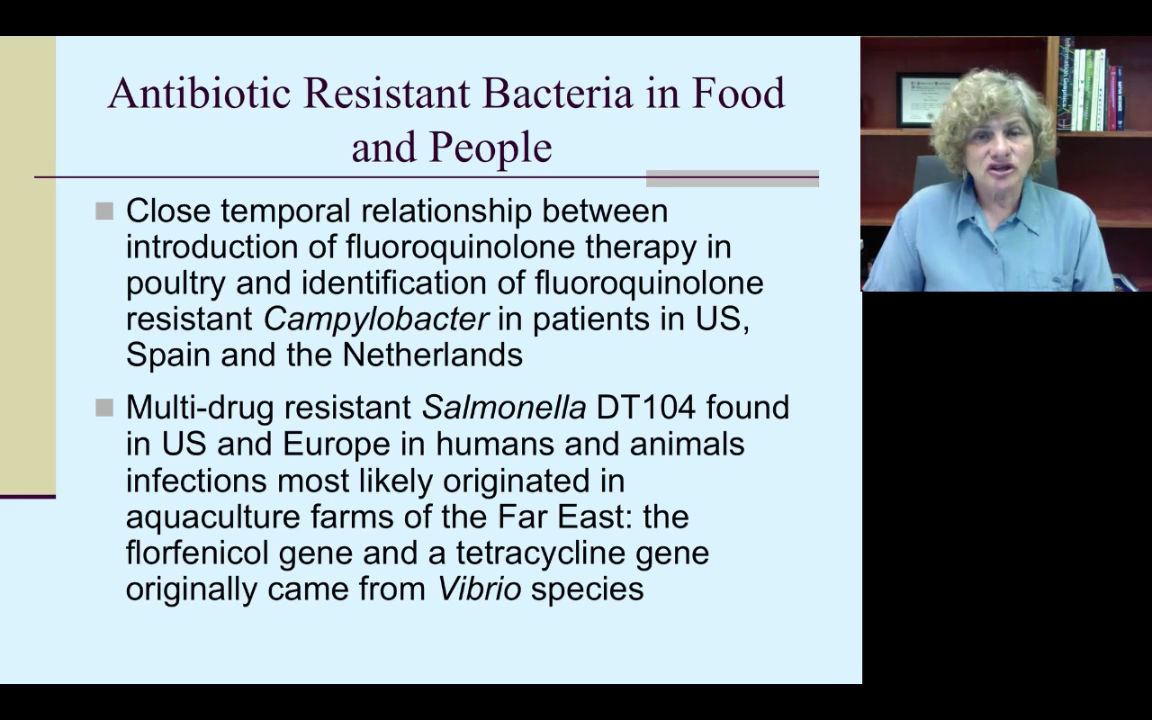 Antibiotic Resistant Bacteria in Food
and People
Close temporal relationship between
introduction of fluoroquinolone therapy in
poultry and identification of fluoroquinolone
resistant Campylobacter in patients in US,
Spain and the Netherlands
Multi-drug resistant Salmonella DT104 found
in US and Europe in humans and animals
infections most likely originated in
aquaculture farms of the Far East: the
florfenicol gene and a tetracycline gene
originally came from Vibrio species